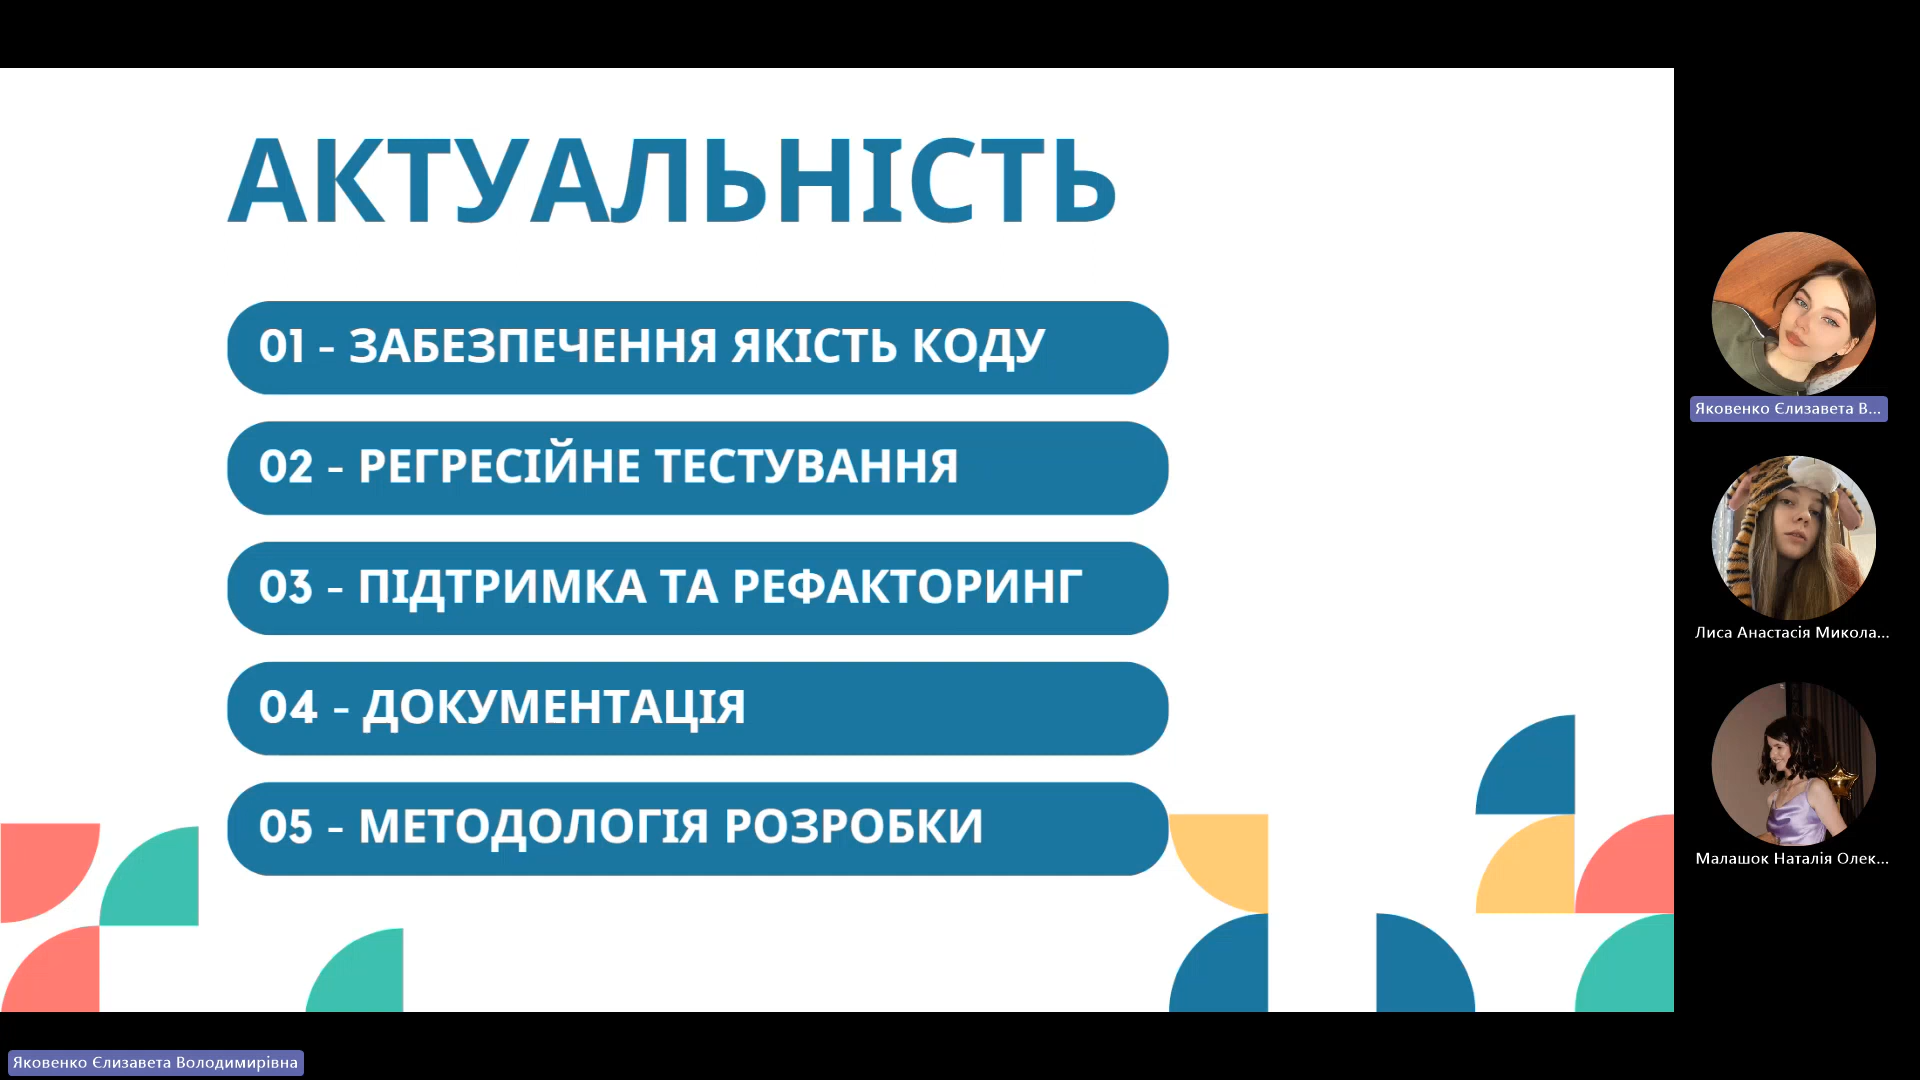 АКТУАЛЬНІСТЬ
01 - ЗАБЕЗПЕЧЕННЯ ЯКІСТЬ КОДУ
02 - РЕГРЕСІЙНЕ ТЕСТУВАННЯ
03 - ПІДТРИМКА ТА РЕФАКТОРИНГ
04 - ДОКУМЕНТАЦІЯ
05 - МЕТОДОЛОГІЯ РОЗРОБКИ
Яковенко Єлизавета В...
Лиса Анастасія Микола...
Малашок Наталія Олек...
Яковенко Єлизавета Володимирівна